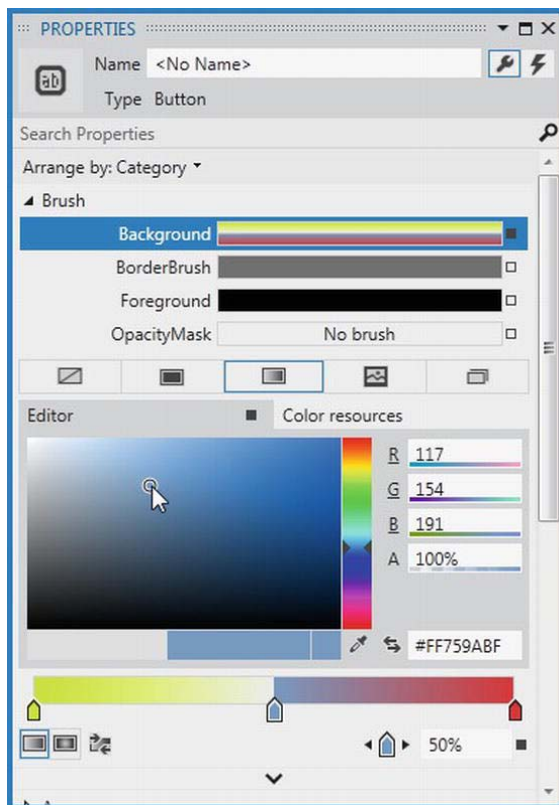 PROPERTIES
Name <No Name>
Type Button
Search Properties
Arrange by: Category
Brush
Background
BorderBrush
Foreground
OpacityMask No brush
Editor Color resources
R 117
G 154
B 191
A 100%
#FF759ABF
50%